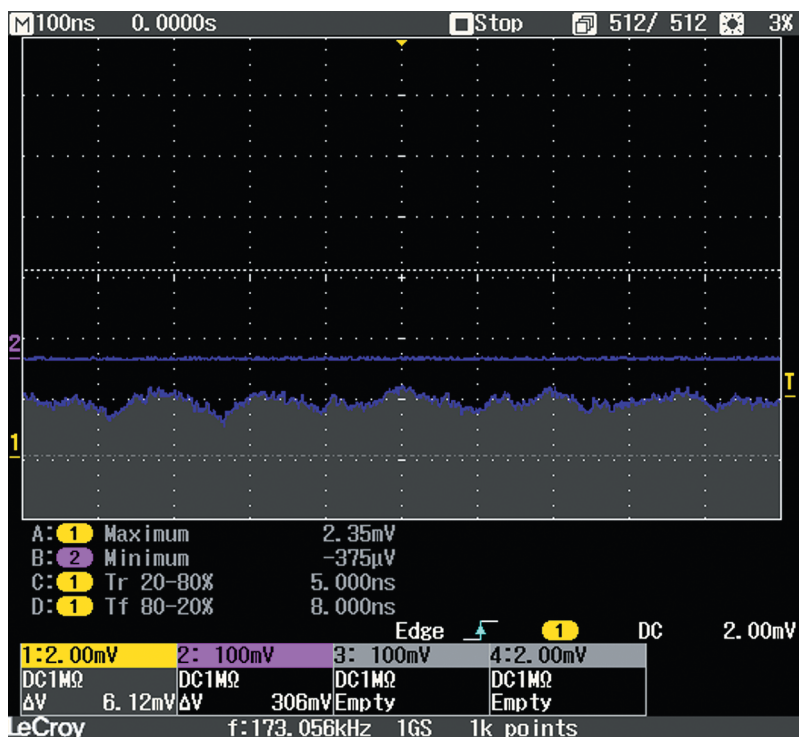 M 100ns 0.0000s Stop 512/ 512 3%
2
T
1
A: 1 Maximum 2.35mV
B: 2 Minimum -375µV
C: 1 Tr 20-80% 5.000ns
D: 1 Tf 80-20% 8.000ns
Edge 1 DC 2.00mV
1:2.00mV 2: 100mV 3: 100mV 4:2.00mV
DC1MΩ DC1MΩ DC1MΩ DC1MΩ
ΔV 6.12mV ΔV 306mV Empty Empty
LeCroy f:173.056kHz 1GS 1k points